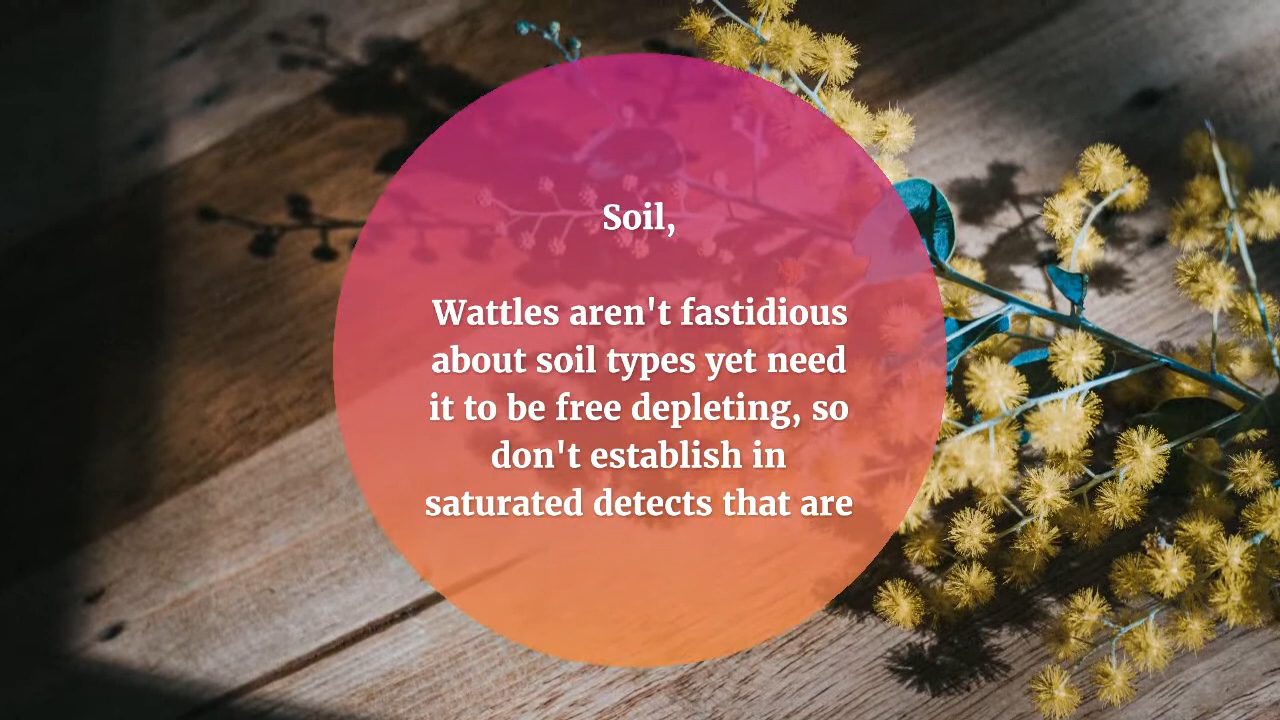 Soil,
Wattles aren't fastidious
about soil types yet need
it to be free depleting, so
don't establish in
saturated detects that are